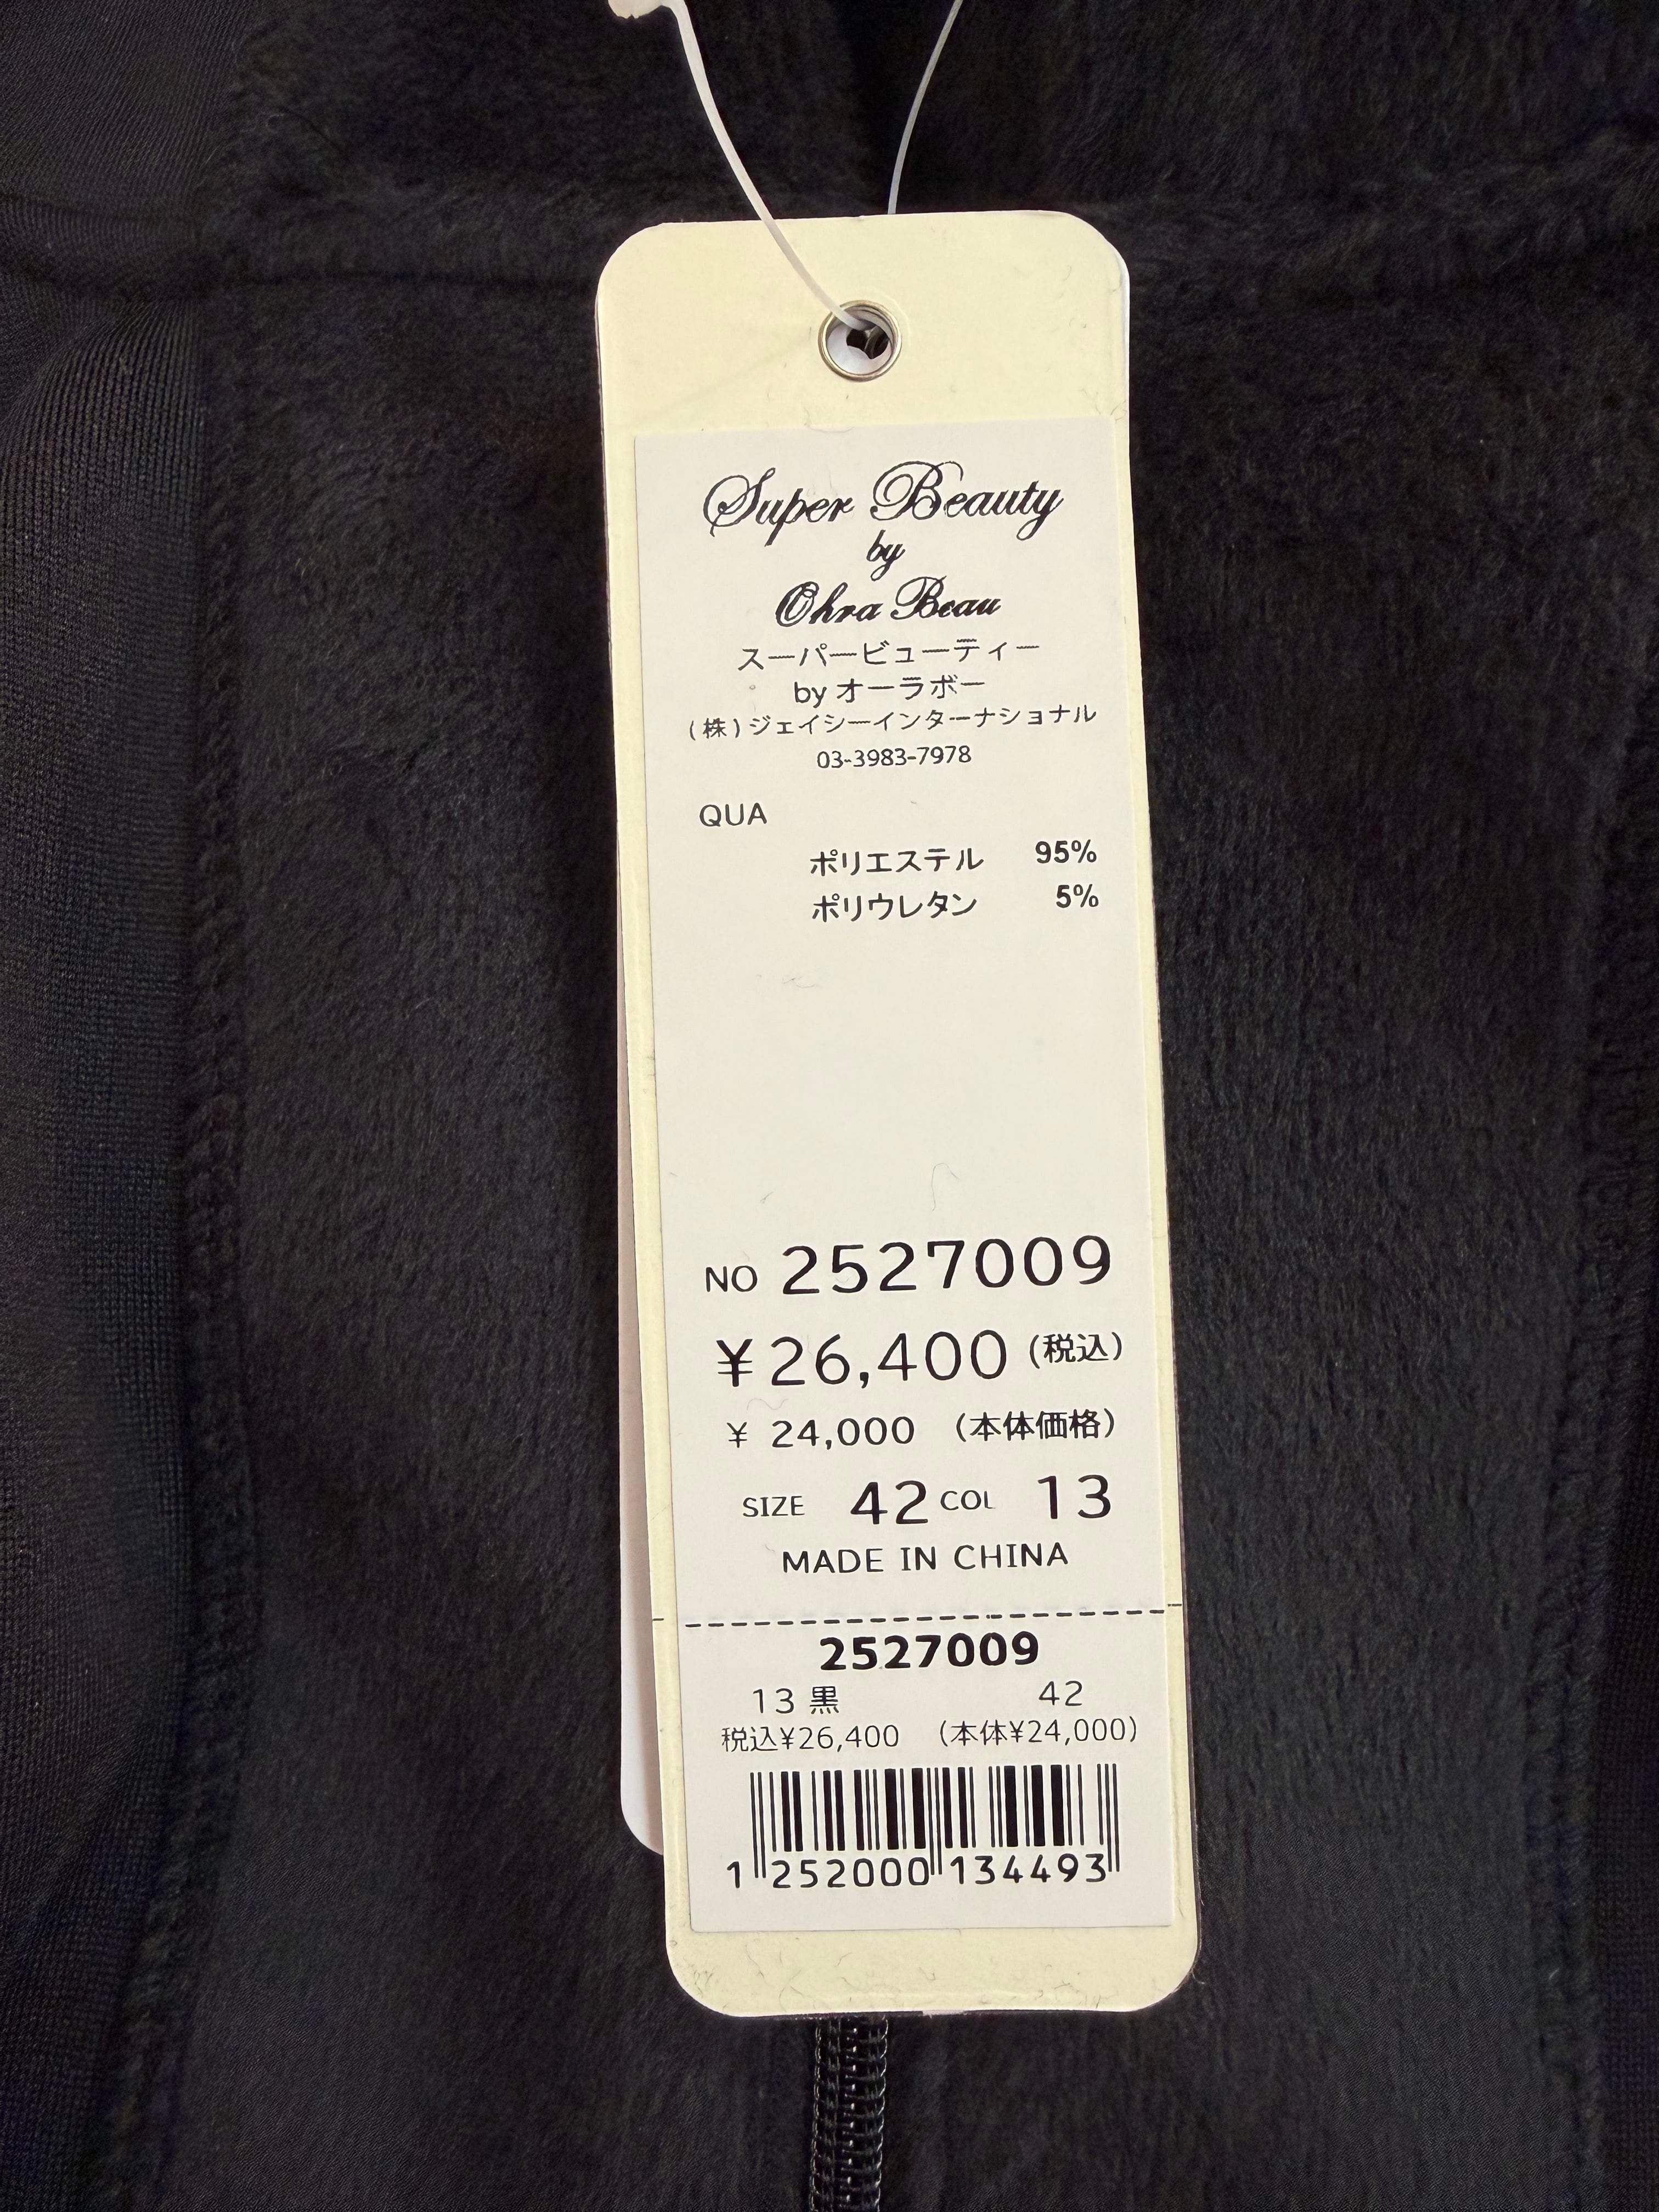 Super Beauty
by
Ohra Beau
スーパービューティー
by オーラボー
(株)ジェイシーインターナショナル
03-3983-7978
QUA
ポリエステル 95%
ポリウレタン 5%
NO 2527009
¥26,400 (税込)
¥ 24,000 (本体価格)
SIZE 42 COL 13
MADE IN CHINA
2527009
13 黒 42
税込¥26,400 (本体¥24,000)
1 252000 134493